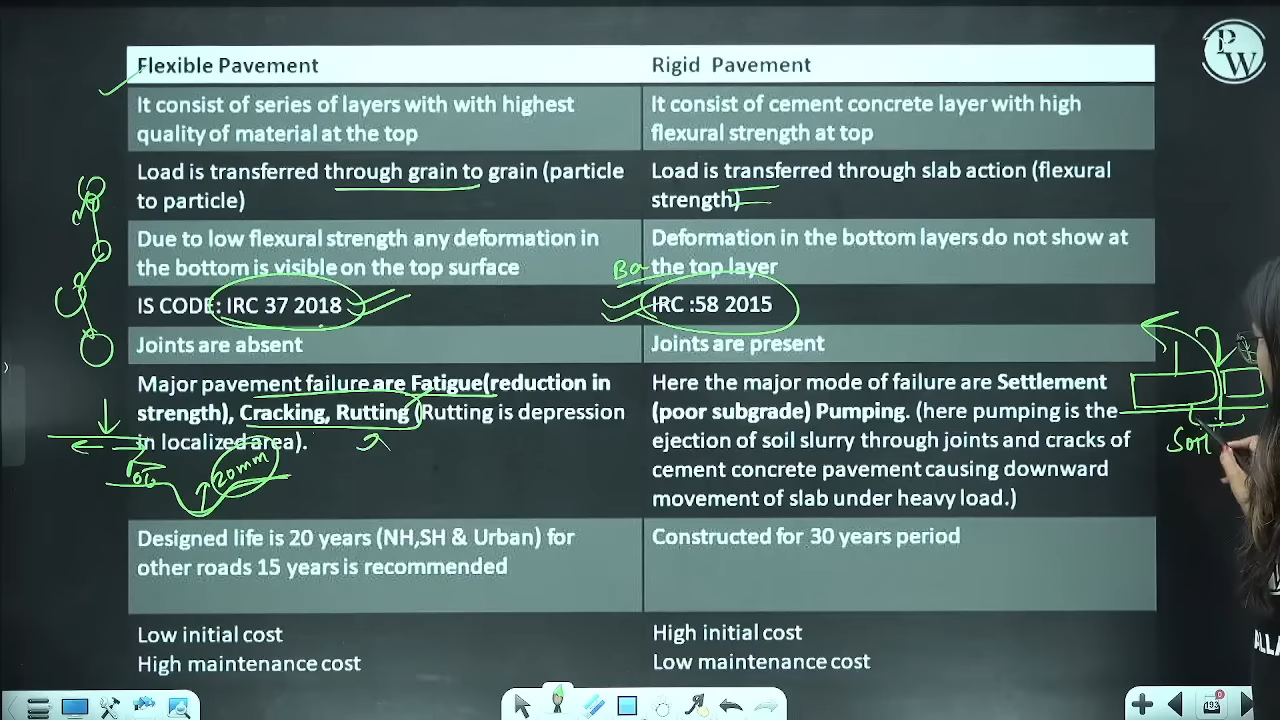 Flexible Pavement
Rigid Pavement
It consist of series of layers with with highest
quality of material at the top
It consist of cement concrete layer with high
flexural strength at top
Load is transferred through grain to grain (particle
to particle)
Load is transferred through slab action (flexural
strength)
Due to low flexural strength any deformation in
the bottom is visible on the top surface
Deformation in the bottom layers do not show at
the top layer
IS CODE: IRC 37 2018
IRC :58 2015
Joints are absent
Joints are present
Major pavement failure are Fatigue(reduction in
strength), Cracking, Rutting (Rutting is depression
in localized area).
20mm
Here the major mode of failure are Settlement
(poor subgrade) Pumping. (here pumping is the
ejection of soil slurry through joints and cracks of
cement concrete pavement causing downward
movement of slab under heavy load.)
Soil
Designed life is 20 years (NH,SH & Urban) for
other roads 15 years is recommended
Constructed for 30 years period
Low initial cost
High maintenance cost
High initial cost
Low maintenance cost
PW
193